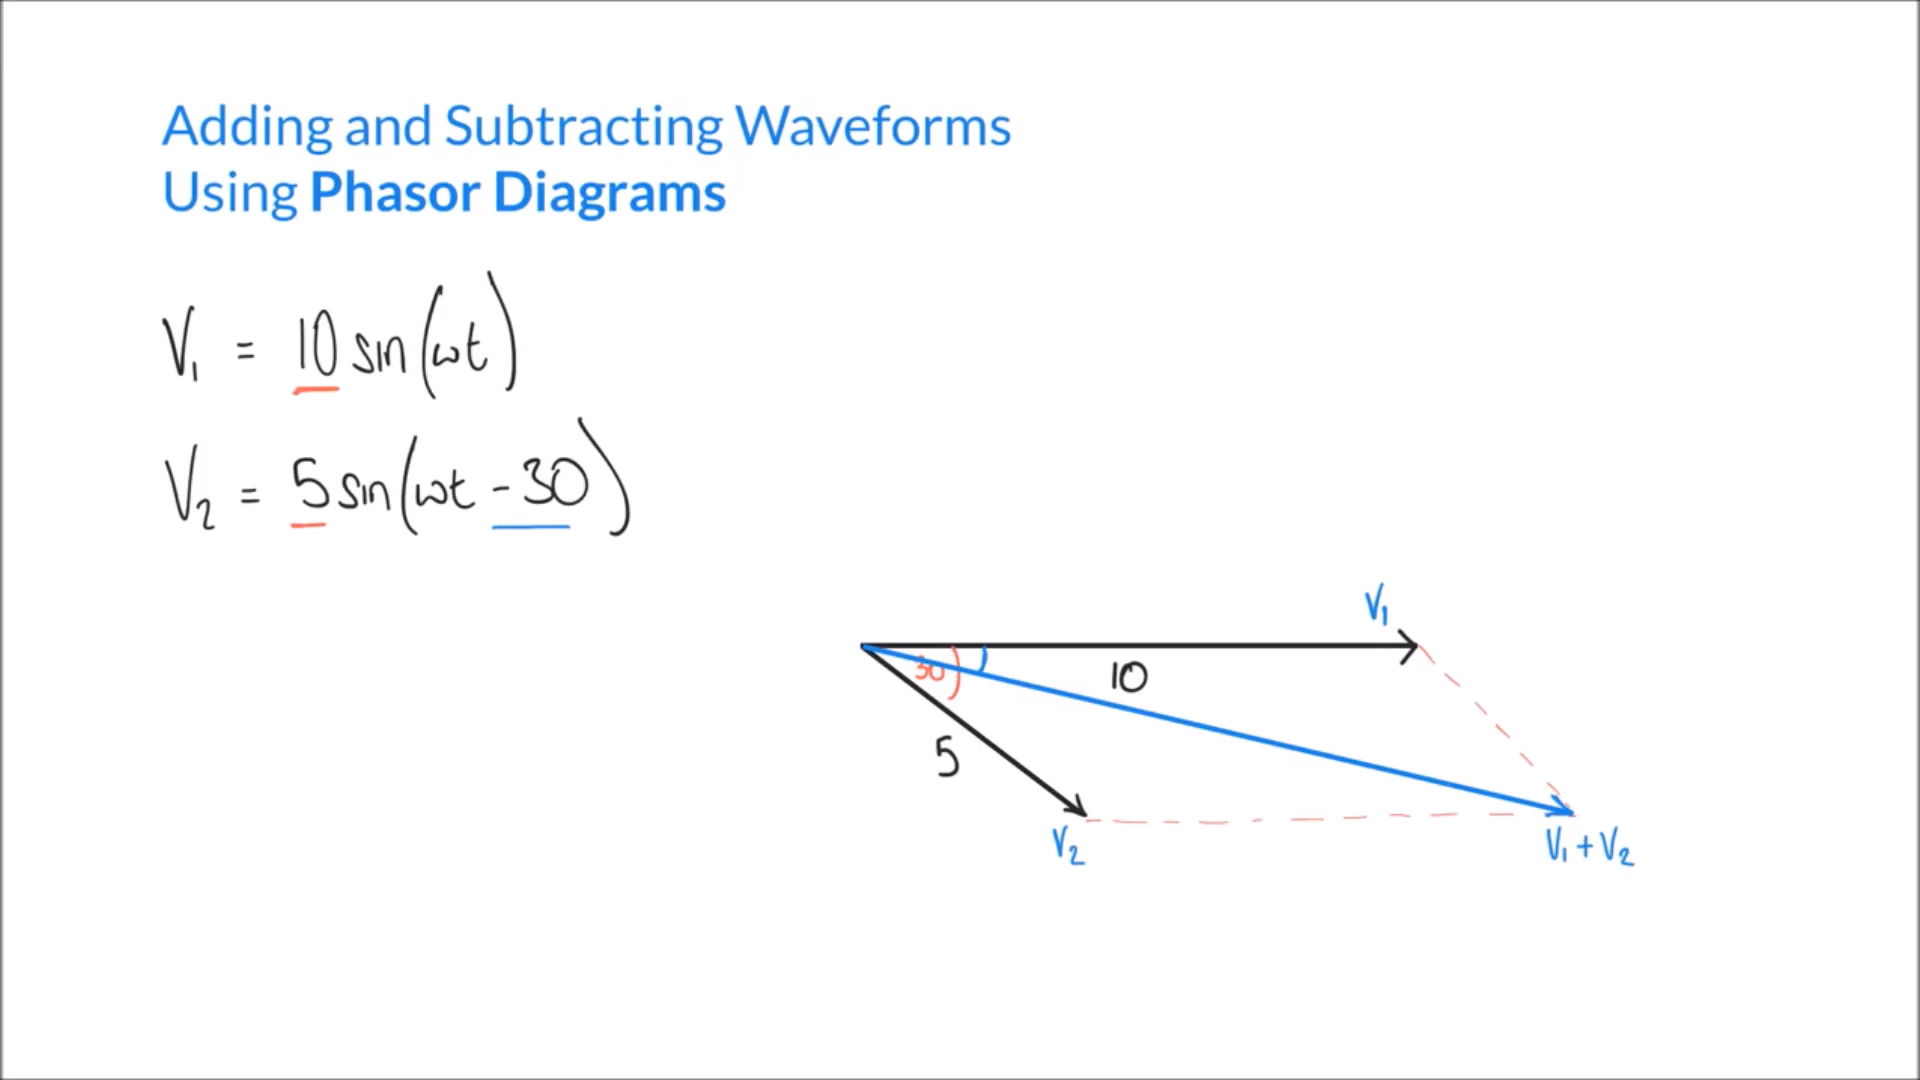 Adding and Subtracting Waveforms
Using Phasor Diagrams
V₁ = 10 sin(ωt)
V₂ = 5 sin(ωt - 30)
V₁
30
10
5
V₂
V₁ + V₂